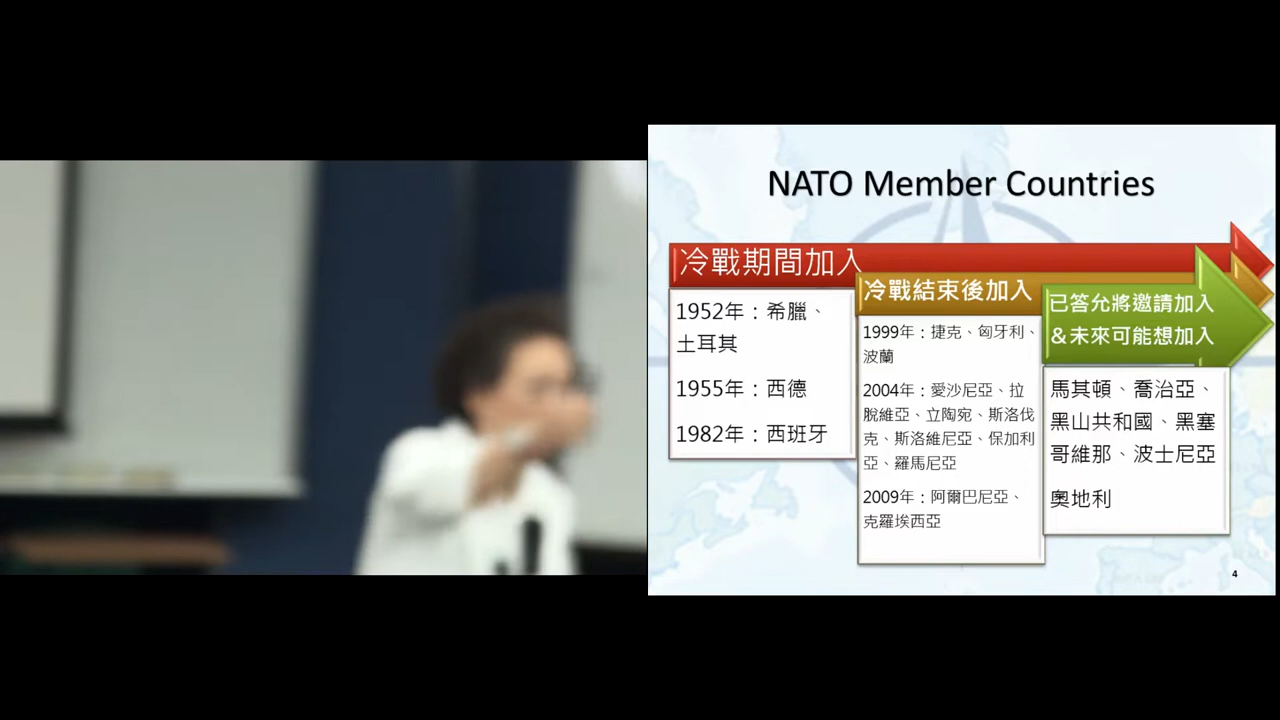 NATO Member Countries
冷戰期間加入
1952年：希臘、
土耳其
1955年：西德
1982年：西班牙
冷戰結束後加入
1999年：捷克、匈牙利、
波蘭
2004年：愛沙尼亞、拉
脫維亞、立陶宛、斯洛伐
克、斯洛維尼亞、保加利
亞、羅馬尼亞
2009年：阿爾巴尼亞、
克羅埃西亞
已答允將邀請加入
＆未來可能想加入
馬其頓、喬治亞、
黑山共和國、黑塞
哥維那、波士尼亞
奧地利
4